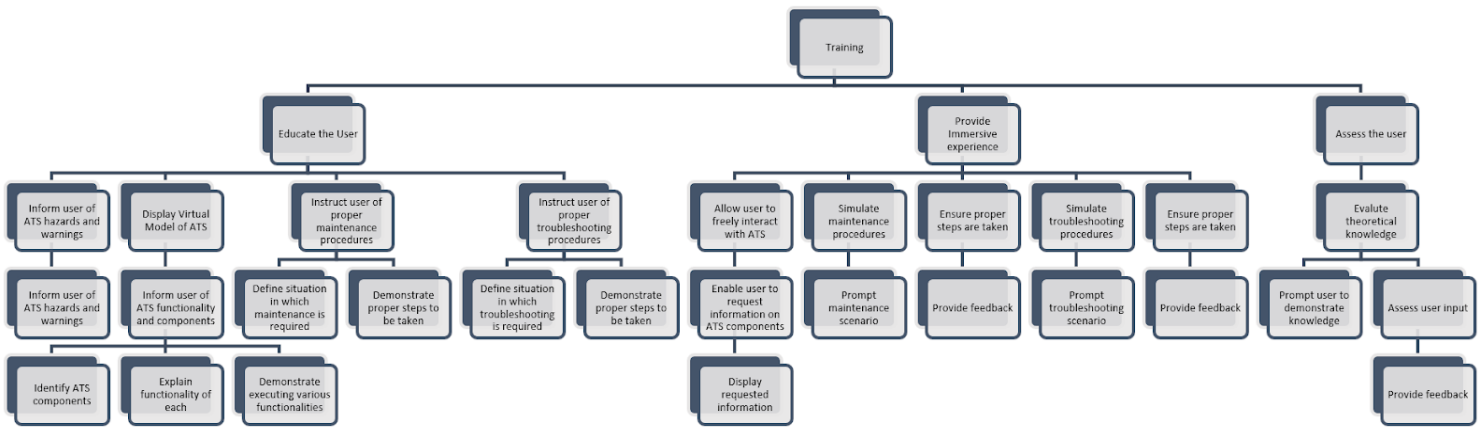 Training
Educate the User
Provide
Immersive
experience
Assess the user
Inform user of
ATS hazards and
warnings
Display Virtual
Model of ATS
Instruct user of
proper
maintenance
procedures
Instruct user of
proper
troubleshooting
procedures
Allow user to
freely interact
with ATS
Simulate
maintenance
procedures
Ensure proper
steps are taken
Simulate
troubleshooting
procedures
Ensure proper
steps are taken
Evalute
theoretical
knowledge
Inform user of
ATS hazards and
warnings
Inform user of
ATS functionality
and components
Define situation
in which
maintenance is
required
Demonstrate
proper steps to
be taken
Define situation
in which
troubleshooting
is required
Demonstrate
proper steps to
be taken
Enable user to
request
information on
ATS components
Prompt
maintenance
scenario
Provide feedback
Prompt
troubleshooting
scenario
Provide feedback
Prompt user to
demonstrate
knowledge
Assess user input
Identify ATS
components
Explain
functionality of
each
Demonstrate
executing various
functionalities
Display
requested
information
Provide feedback